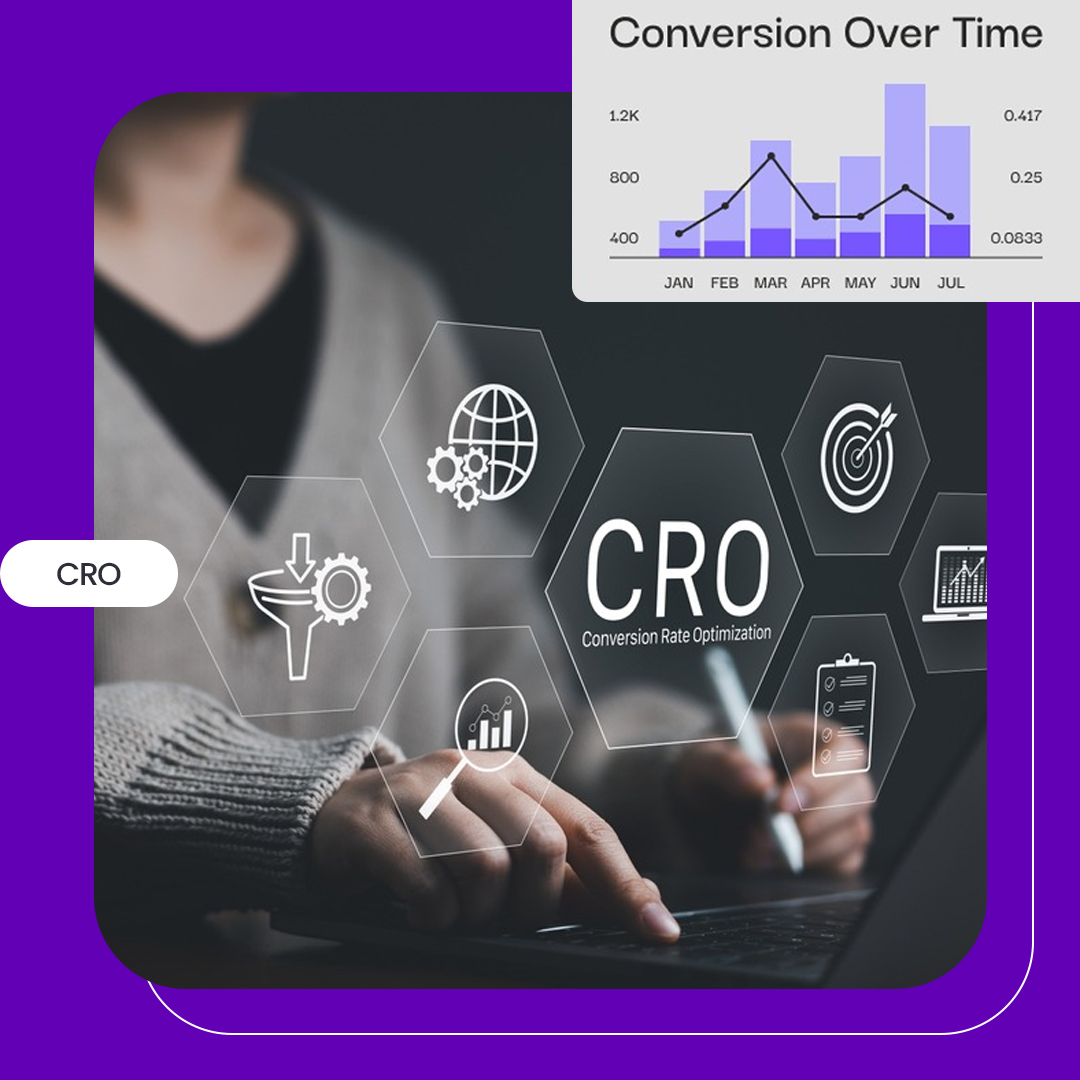 Conversion Over Time
1.2K
0.417
800
0.25
400
0.0833
JAN FEB MAR APR MAY JUN JUL
CRO
Conversion Rate Optimization
CRO